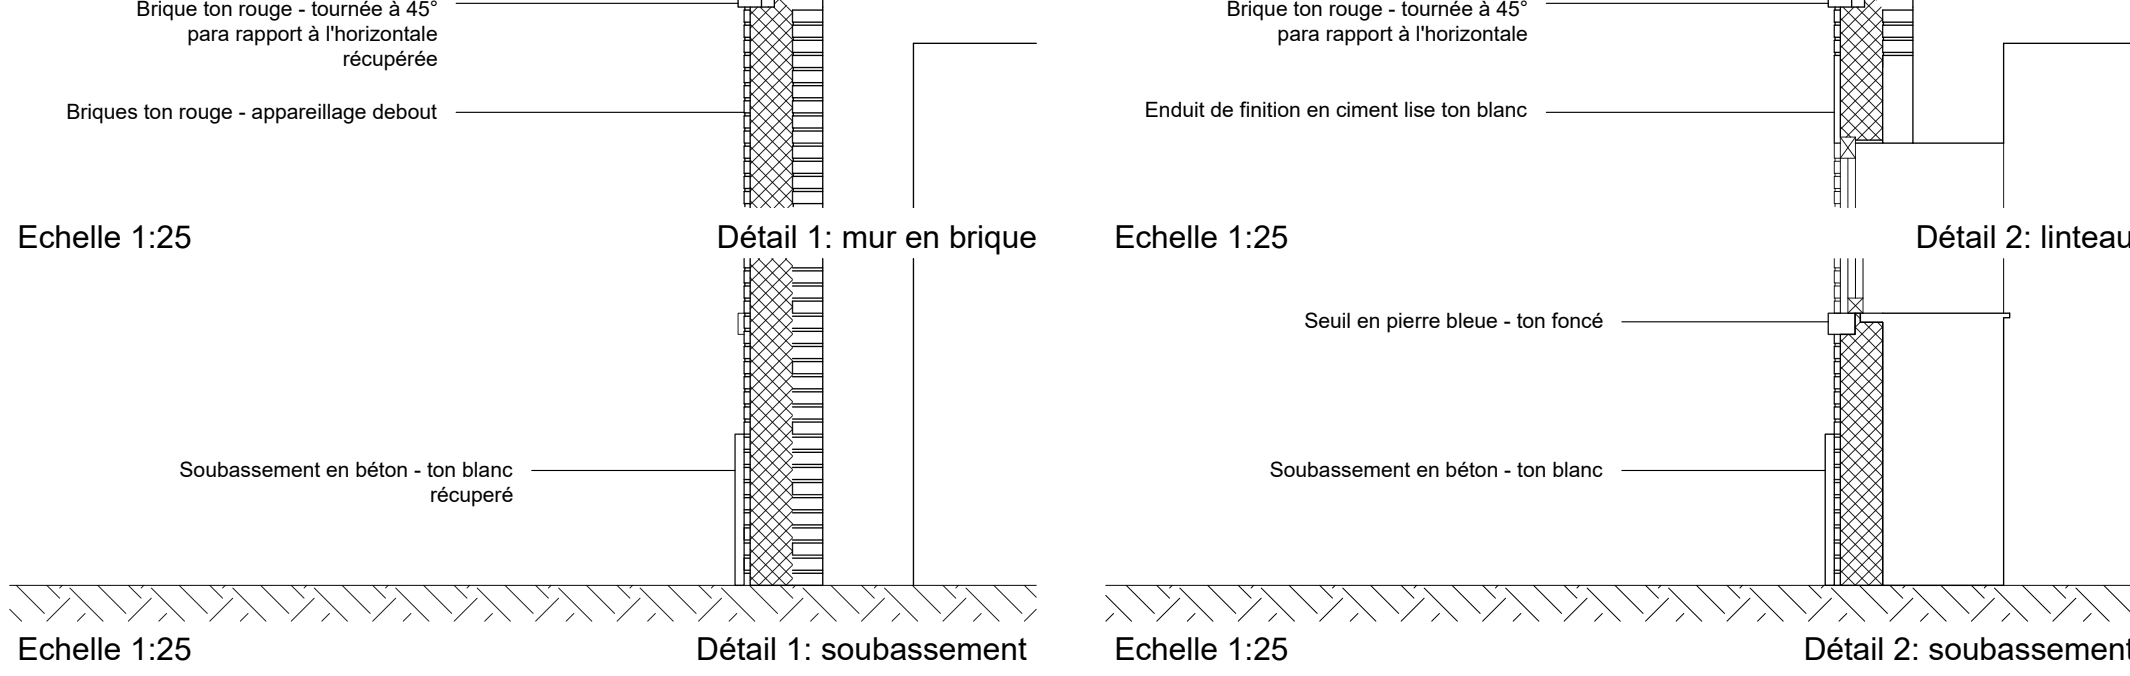 Brique ton rouge - tournée à 45°
para rapport à l'horizontale
récupérée
Briques ton rouge - appareillage debout
Echelle 1:25
Détail 1: mur en brique
Brique ton rouge - tournée à 45°
para rapport à l'horizontale
Enduit de finition en ciment lise ton blanc
Echelle 1:25
Détail 2: linteau
Soubassement en béton - ton blanc
récuperé
Echelle 1:25
Détail 1: soubassement
Seuil en pierre bleue - ton foncé
Soubassement en béton - ton blanc
Echelle 1:25
Détail 2: soubassement